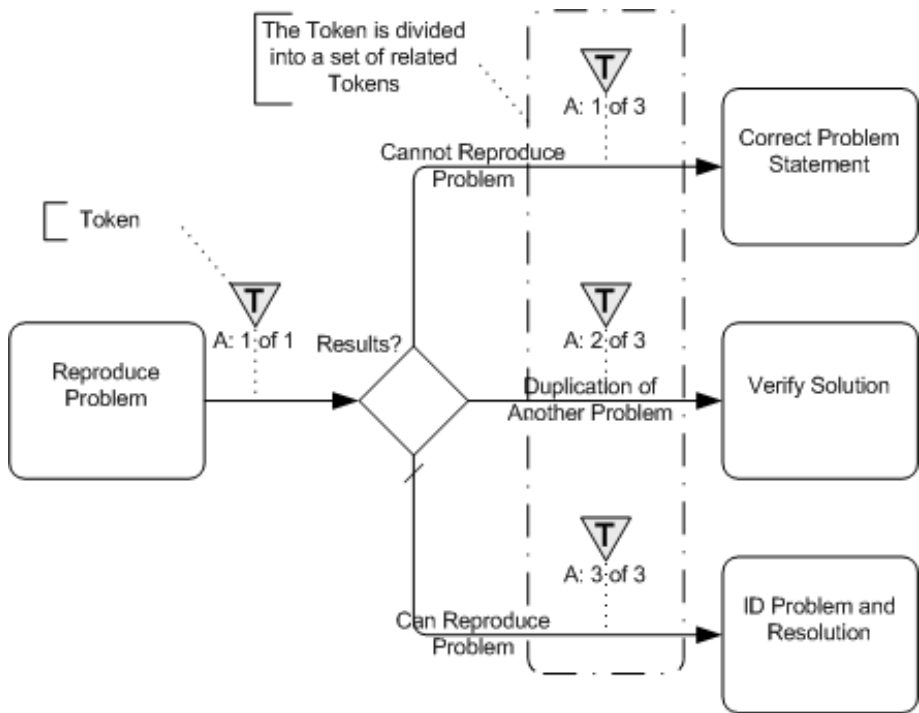 The Token is divided
into a set of related
Tokens
T
A: 1 of 3
Correct Problem
Statement
Cannot Reproduce
Problem
Token
T
A: 1 of 1
Reproduce
Problem
Results?
T
A: 2 of 3
Duplication of
Another Problem
Verify Solution
T
A: 3 of 3
Can Reproduce
Problem
ID Problem and
Resolution